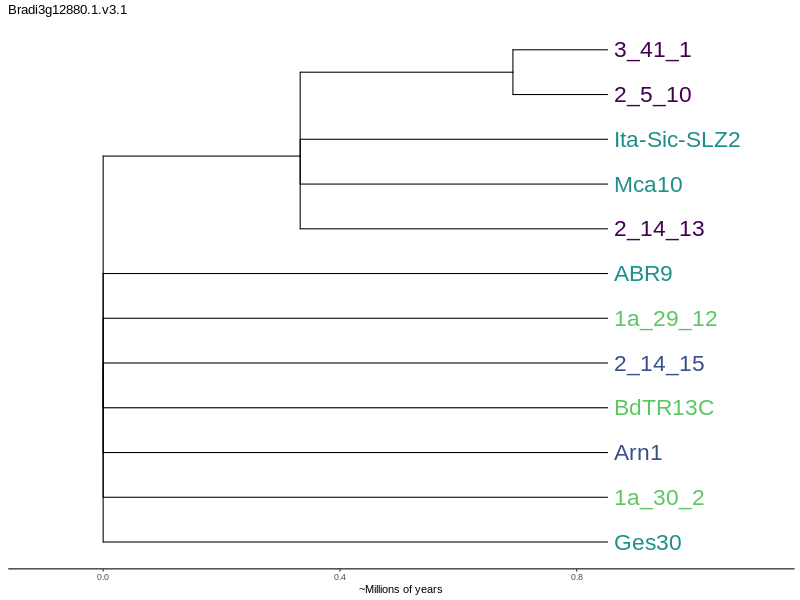 Bradi3g12880.1.v3.1
3_41_1
2_5_10
Ita-Sic-SLZ2
Mca10
2_14_13
ABR9
1a_29_12
2_14_15
BdTR13C
Arn1
1a_30_2
Ges30
0.0 0.4 0.8
~Millions of years